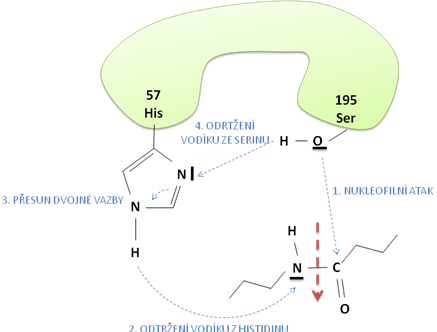 57
His
195
Ser
4. ODRTŽENÍ
VODÍKU ZE SERINU
H
O
N
1. NUKLEOFILNÍ ATAK
3. PŘESUN DVOJNÉ VAZBY
N
H
H
N
C
O
2. ODTRŽENÍ VODÍKU Z HISTIDINU